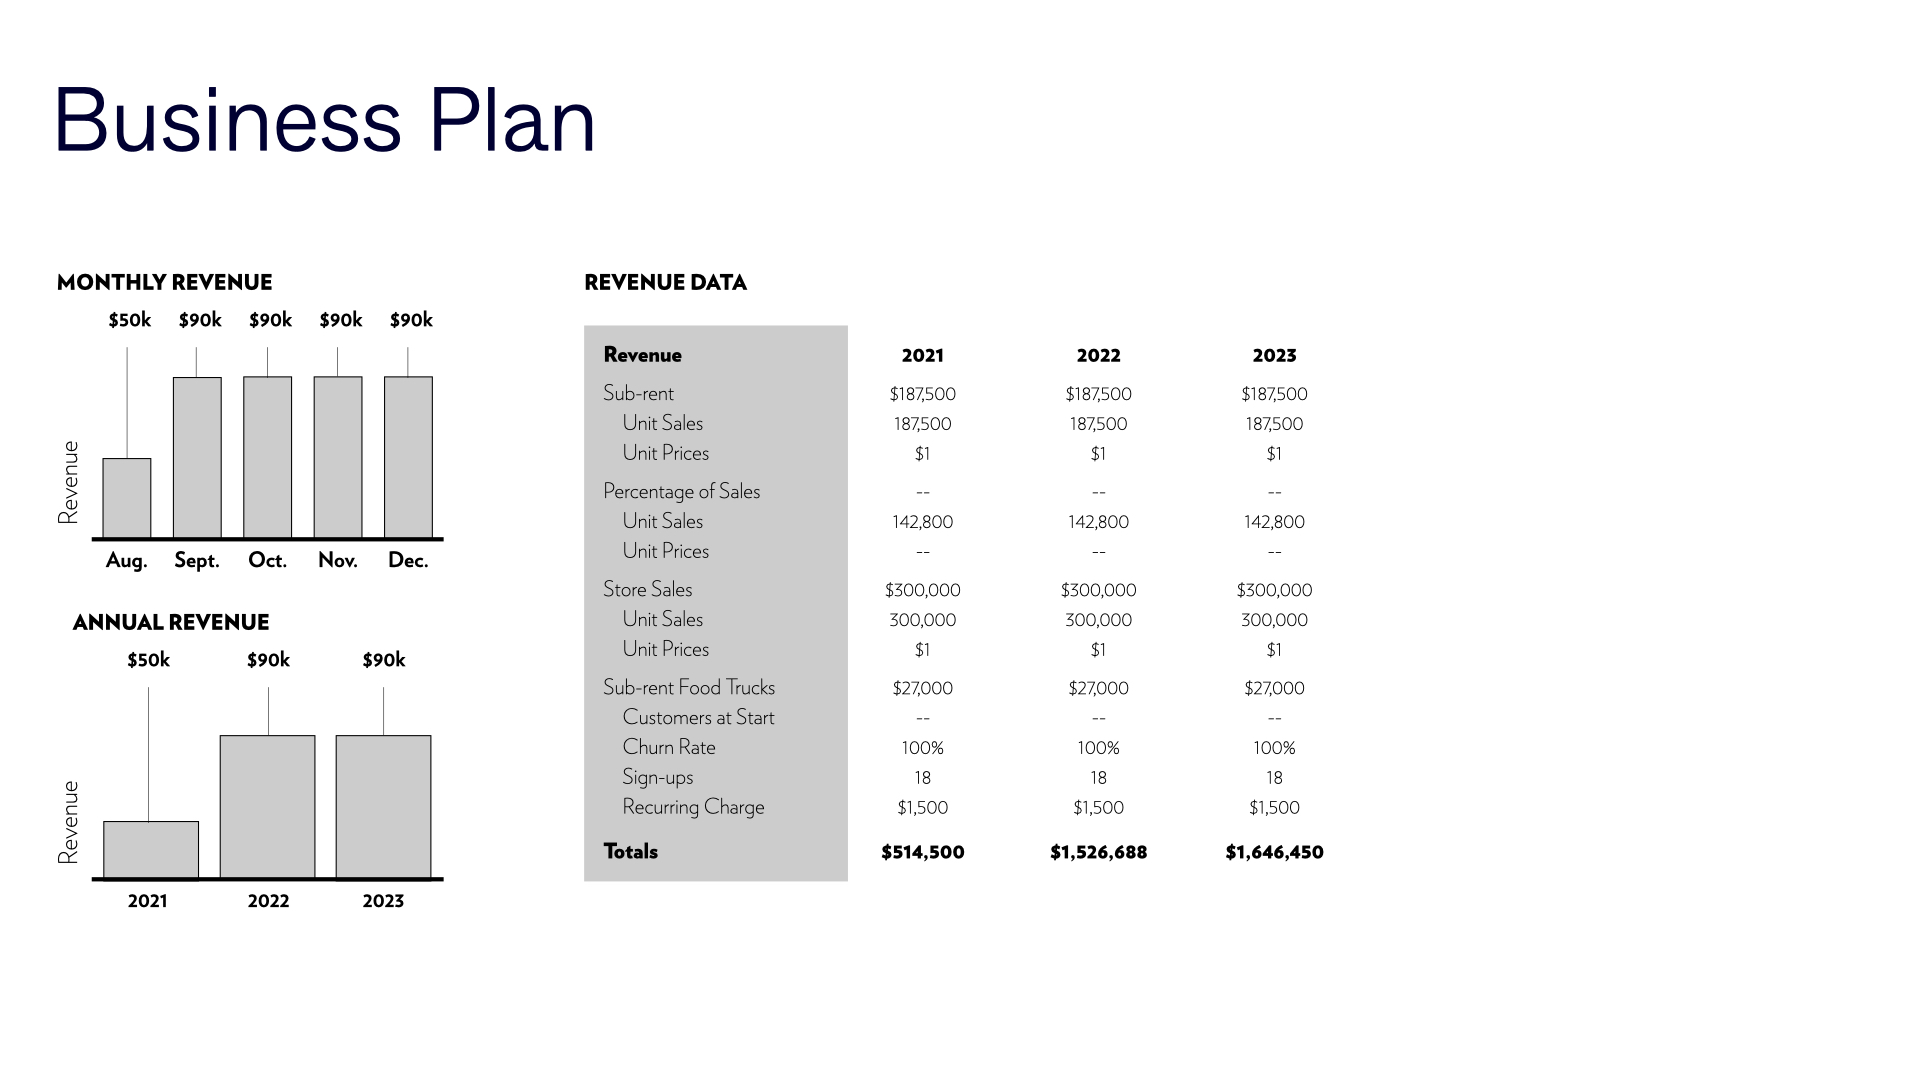 Business Plan
MONTHLY REVENUE
$50k $90k $90k $90k $90k
Revenue
Aug. Sept. Oct. Nov. Dec.
ANNUAL REVENUE
$50k $90k $90k
Revenue
2021 2022 2023
REVENUE DATA
Revenue 2021 2022 2023
Sub-rent $187,500 $187,500 $187,500
Unit Sales 187,500 187,500 187,500
Unit Prices $1 $1 $1
Percentage of Sales -- -- --
Unit Sales 142,800 142,800 142,800
Unit Prices -- -- --
Store Sales $300,000 $300,000 $300,000
Unit Sales 300,000 300,000 300,000
Unit Prices $1 $1 $1
Sub-rent Food Trucks $27,000 $27,000 $27,000
Customers at Start -- -- --
Churn Rate 100% 100% 100%
Sign-ups 18 18 18
Recurring Charge $1,500 $1,500 $1,500
Totals $514,500 $1,526,688 $1,646,450